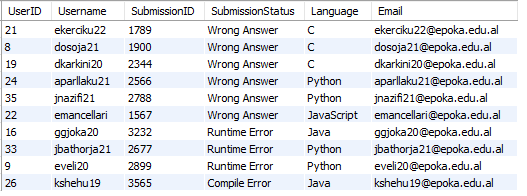 UserID Username SubmissionID SubmissionStatus Language Email
21 ekerciku22 1789 Wrong Answer C ekerciku22@epoka.edu.al
8 dosoja21 1900 Wrong Answer C dosoja21@epoka.edu.al
19 dkarkini20 2344 Wrong Answer C dkarkini20@epoka.edu.al
24 aparllaku21 2566 Wrong Answer Python aparllaku21@epoka.edu.al
35 jnazifi21 2788 Wrong Answer Python jnazifi21@epoka.edu.al
22 emancellari 1567 Wrong Answer JavaScript emancellari@epoka.edu.al
16 ggjoka20 3232 Runtime Error Java ggjoka20@epoka.edu.al
33 jbathorja21 2677 Runtime Error Python jbathorja21@epoka.edu.al
9 eveli20 2899 Runtime Error Python eveli20@epoka.edu.al
26 kshehu19 3565 Compile Error Java kshehu19@epoka.edu.al